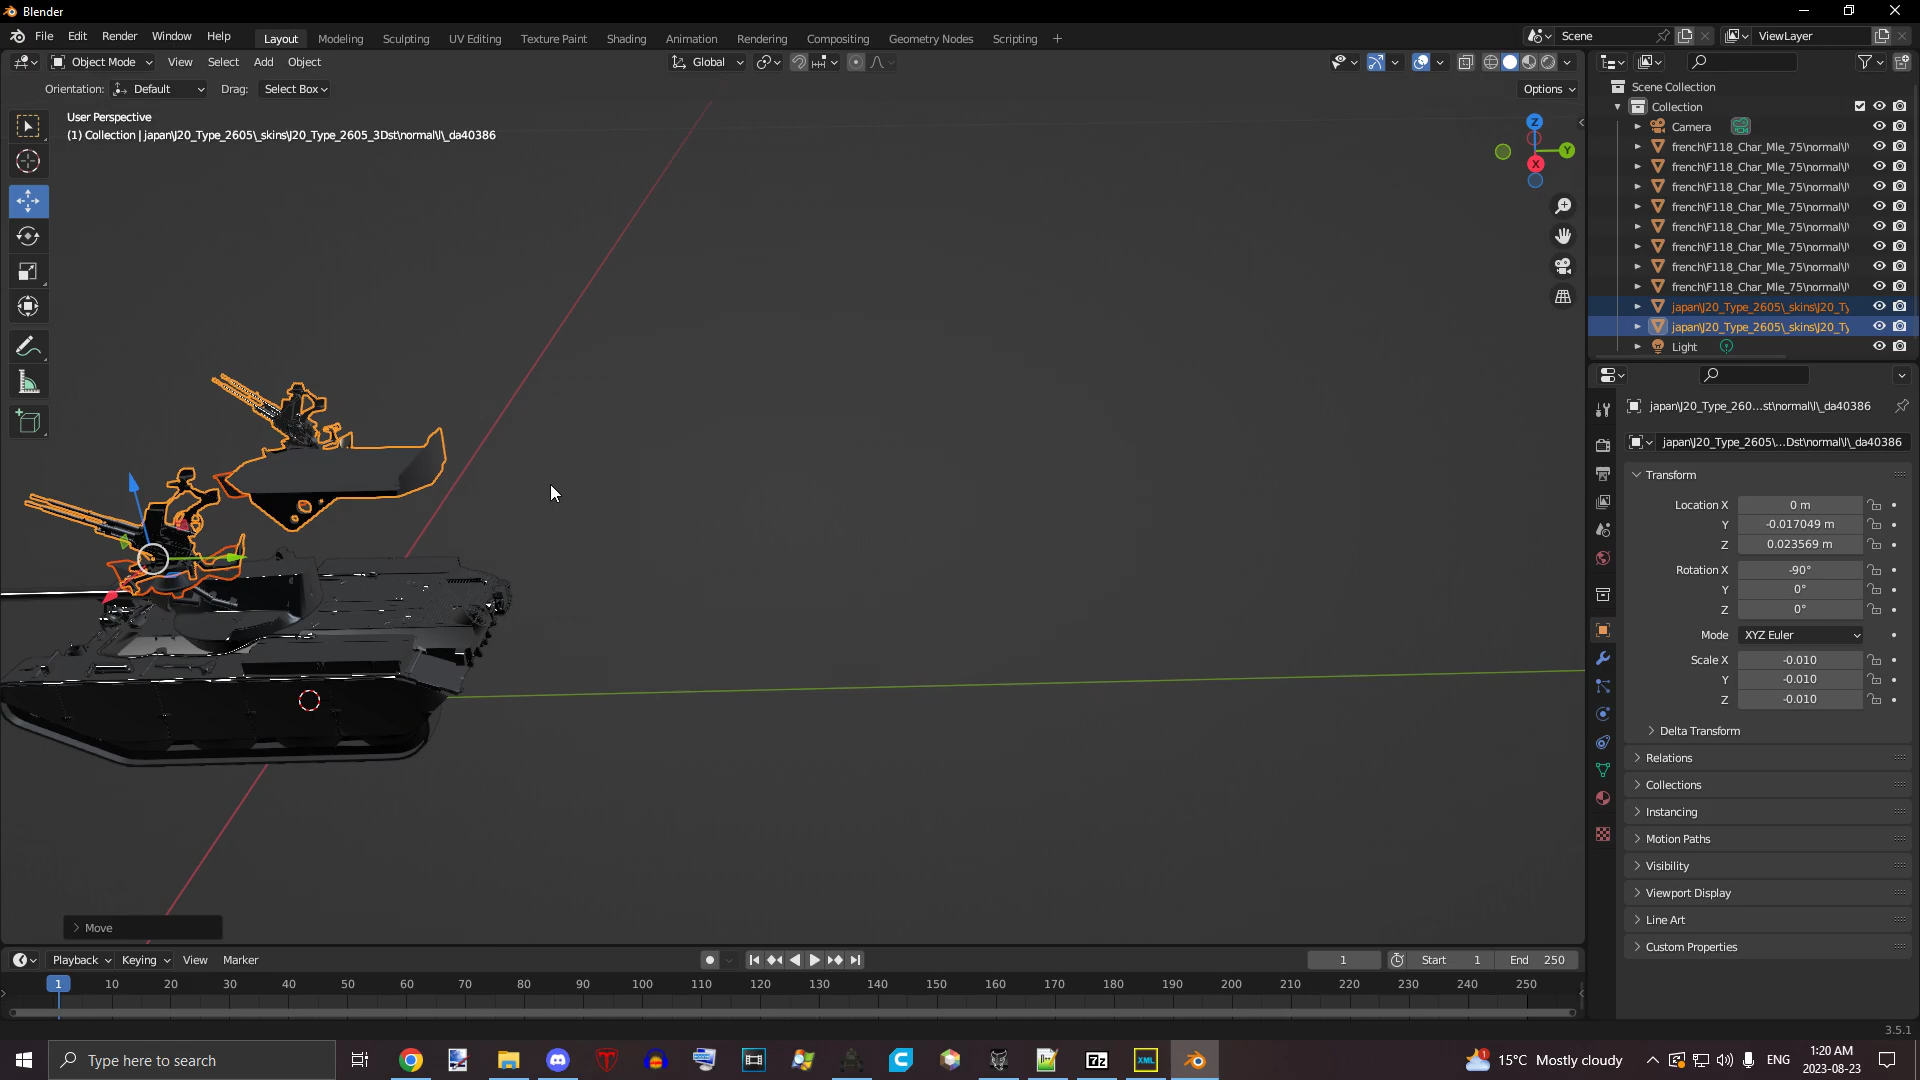 Blender
File Edit Render Window Help
Layout Modeling Sculpting UV Editing Texture Paint Shading Animation Rendering Compositing Geometry Nodes Scripting +
Scene
ViewLayer
Object Mode View Select Add Object
Global
Orientation: Default Drag: Select Box
Options
User Perspective
(1) Collection | japan\J20_Type_2605\_skins\J20_Type_2605_3Dst\normal\l\_da40386
Z
Y
X
Scene Collection
Collection
Camera
french\F118_Char_Mle_75\normal\l\
french\F118_Char_Mle_75\normal\l\
french\F118_Char_Mle_75\normal\l\
french\F118_Char_Mle_75\normal\l\
french\F118_Char_Mle_75\normal\l\
french\F118_Char_Mle_75\normal\l\
french\F118_Char_Mle_75\normal\l\
french\F118_Char_Mle_75\normal\l\
japan\J20_Type_2605\_skins\J20_Ty
japan\J20_Type_2605\_skins\J20_Ty
Light
japan\J20_Type_260...st\normal\l\_da40386
japan\J20_Type_2605\...Dst\normal\l\_da40386
Transform
Location X 0 m
Y -0.017049 m
Z 0.023569 m
Rotation X -90°
Y 0°
Z 0°
Mode XYZ Euler
Scale X -0.010
Y -0.010
Z -0.010
Delta Transform
Relations
Collections
Instancing
Motion Paths
Visibility
Viewport Display
Line Art
Custom Properties
Move
Playback Keying View Marker
1 Start 1 End 250
1 10 20 30 40 50 60 70 80 90 100 110 120 130 140 150 160 170 180 190 200 210 220 230 240 250
3.5.1
Type here to search
7z
XML
1
15°C Mostly cloudy
ENG
1:20 AM
2023-08-23